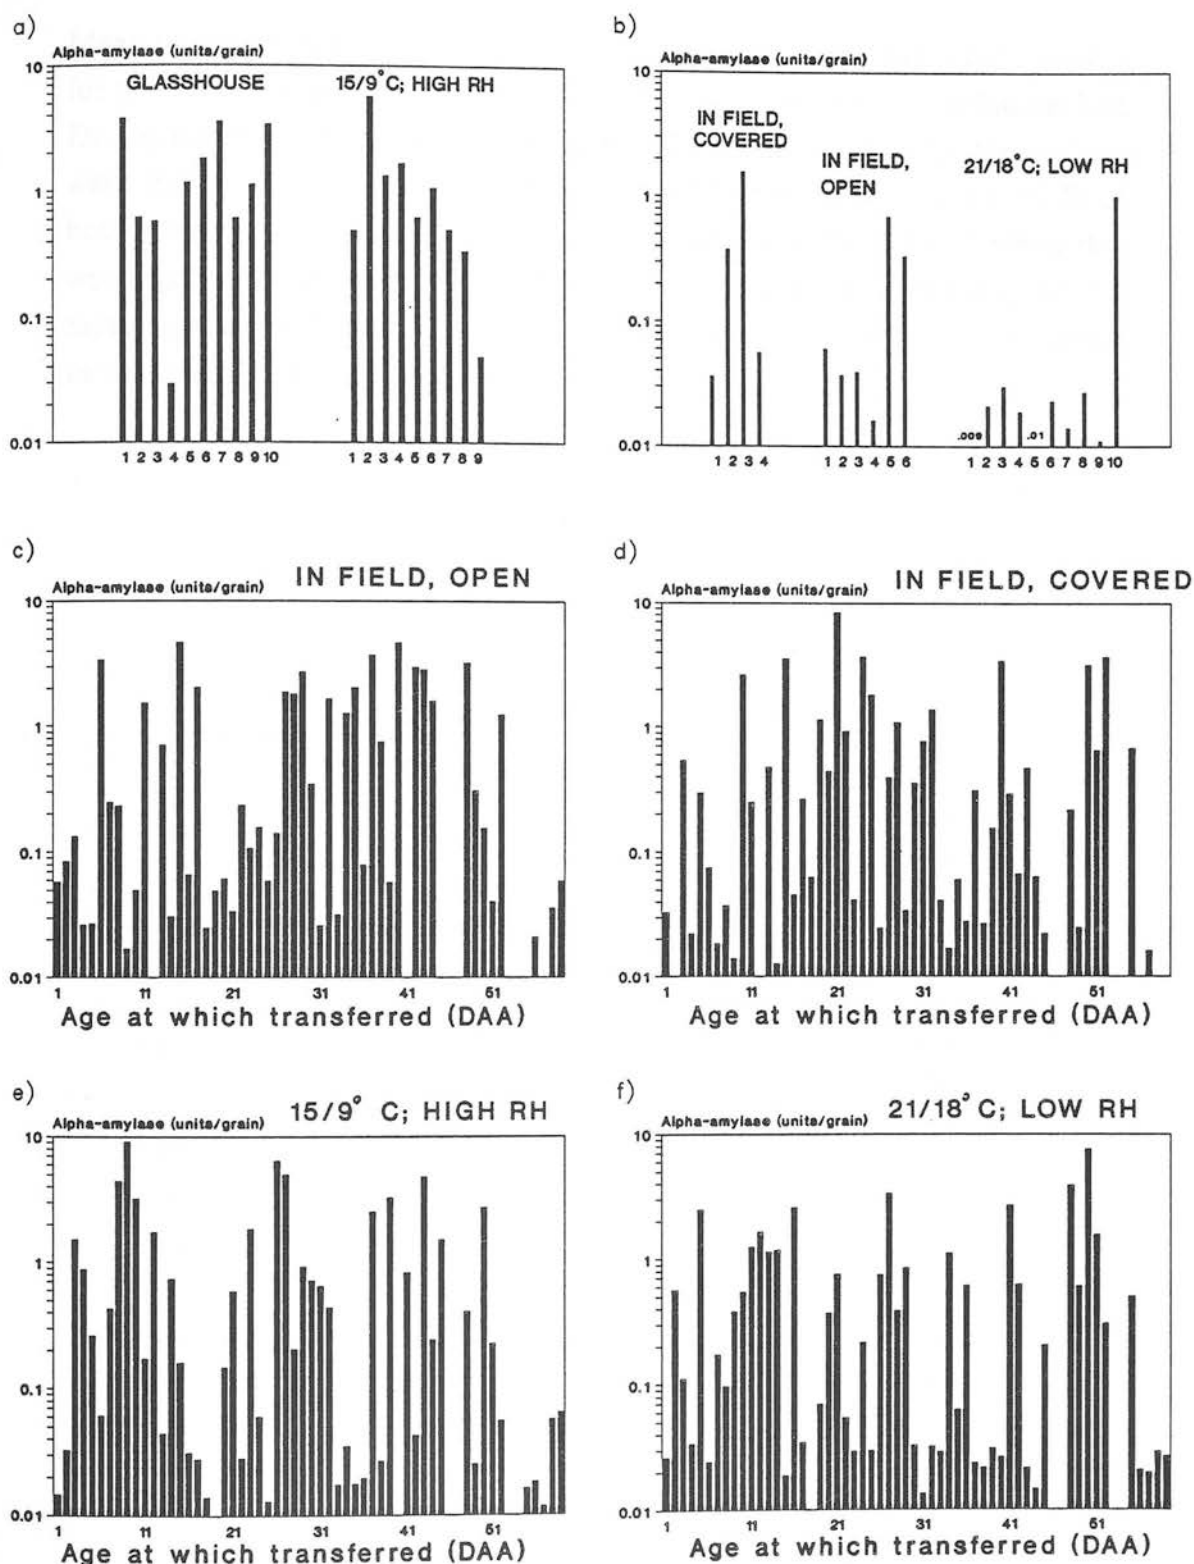 a)
Alpha-amylase (units/grain)
10
GLASSHOUSE
15/9°C; HIGH RH
1
0.1
0.01
1 2 3 4 5 6 7 8 9 10
1 2 3 4 5 6 7 8 9
b)
Alpha-amylase (units/grain)
10
IN FIELD,
COVERED
IN FIELD,
OPEN
21/18°C; LOW RH
1
0.1
.009
.01
0.01
1 2 3 4
1 2 3 4 5 6
1 2 3 4 5 6 7 8 9 10
c)
Alpha-amylase (units/grain)
IN FIELD, OPEN
10
1
0.1
0.01
1 11 21 31 41 51
Age at which transferred (DAA)
d)
Alpha-amylase (units/grain)
IN FIELD, COVERED
10
1
0.1
0.01
1 11 21 31 41 51
Age at which transferred (DAA)
e)
Alpha-amylase (units/grain)
15/9° C; HIGH RH
10
1
0.1
0.01
1 11 21 31 41 51
Age at which transferred (DAA)
f)
Alpha-amylase (units/grain)
21/18°C; LOW RH
10
1
0.1
0.01
1 11 21 31 41 51
Age at which transferred (DAA)